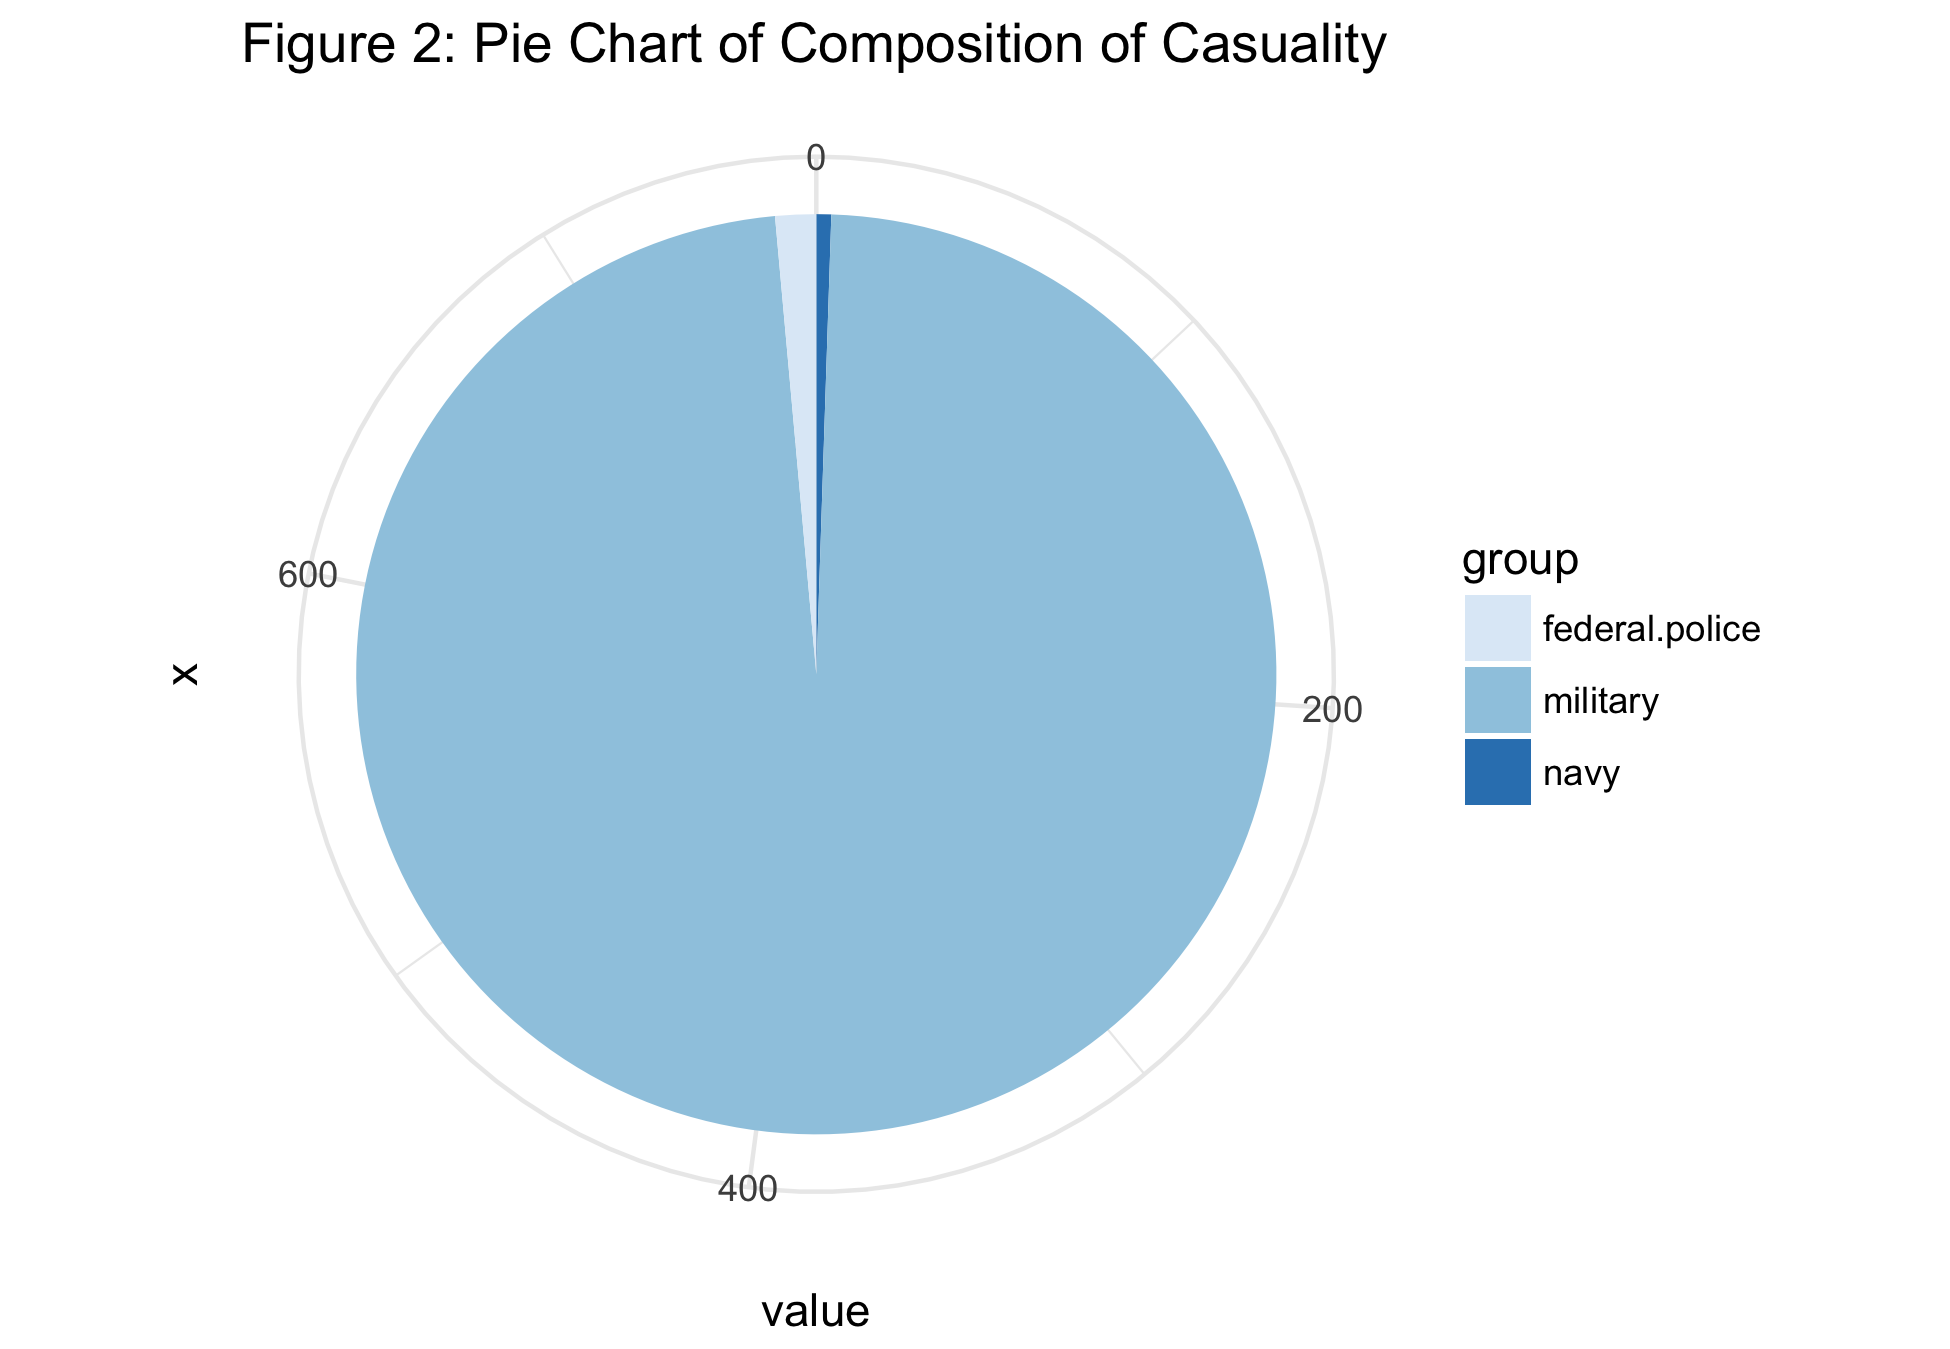 Figure 2: Pie Chart of Composition of Casuality
0
600
200
400
x
value
group
federal.police
military
navy